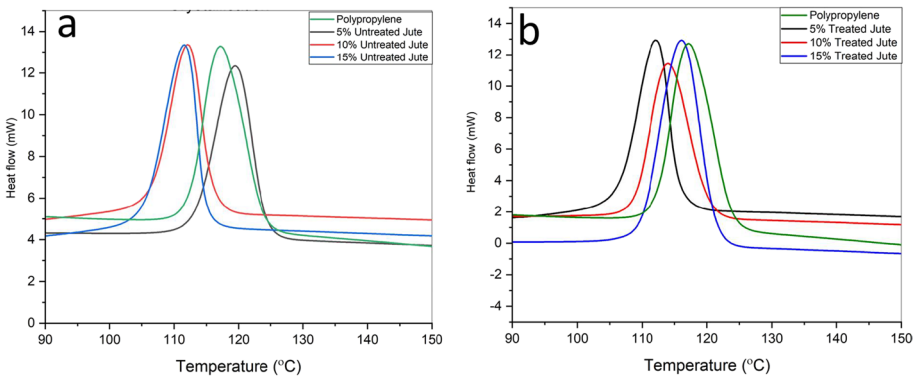 a
Polypropylene
5% Untreated Jute
10% Untreated Jute
15% Untreated Jute
14
12
10
8
6
4
2
0
Heat flow (mW)
90 100 110 120 130 140 150
Temperature (°C)
b
Polypropylene
5% Treated Jute
10% Treated Jute
15% Treated Jute
14
12
10
8
6
4
2
0
-2
-4
Heat flow (mW)
90 100 110 120 130 140 150
Temperature (°C)